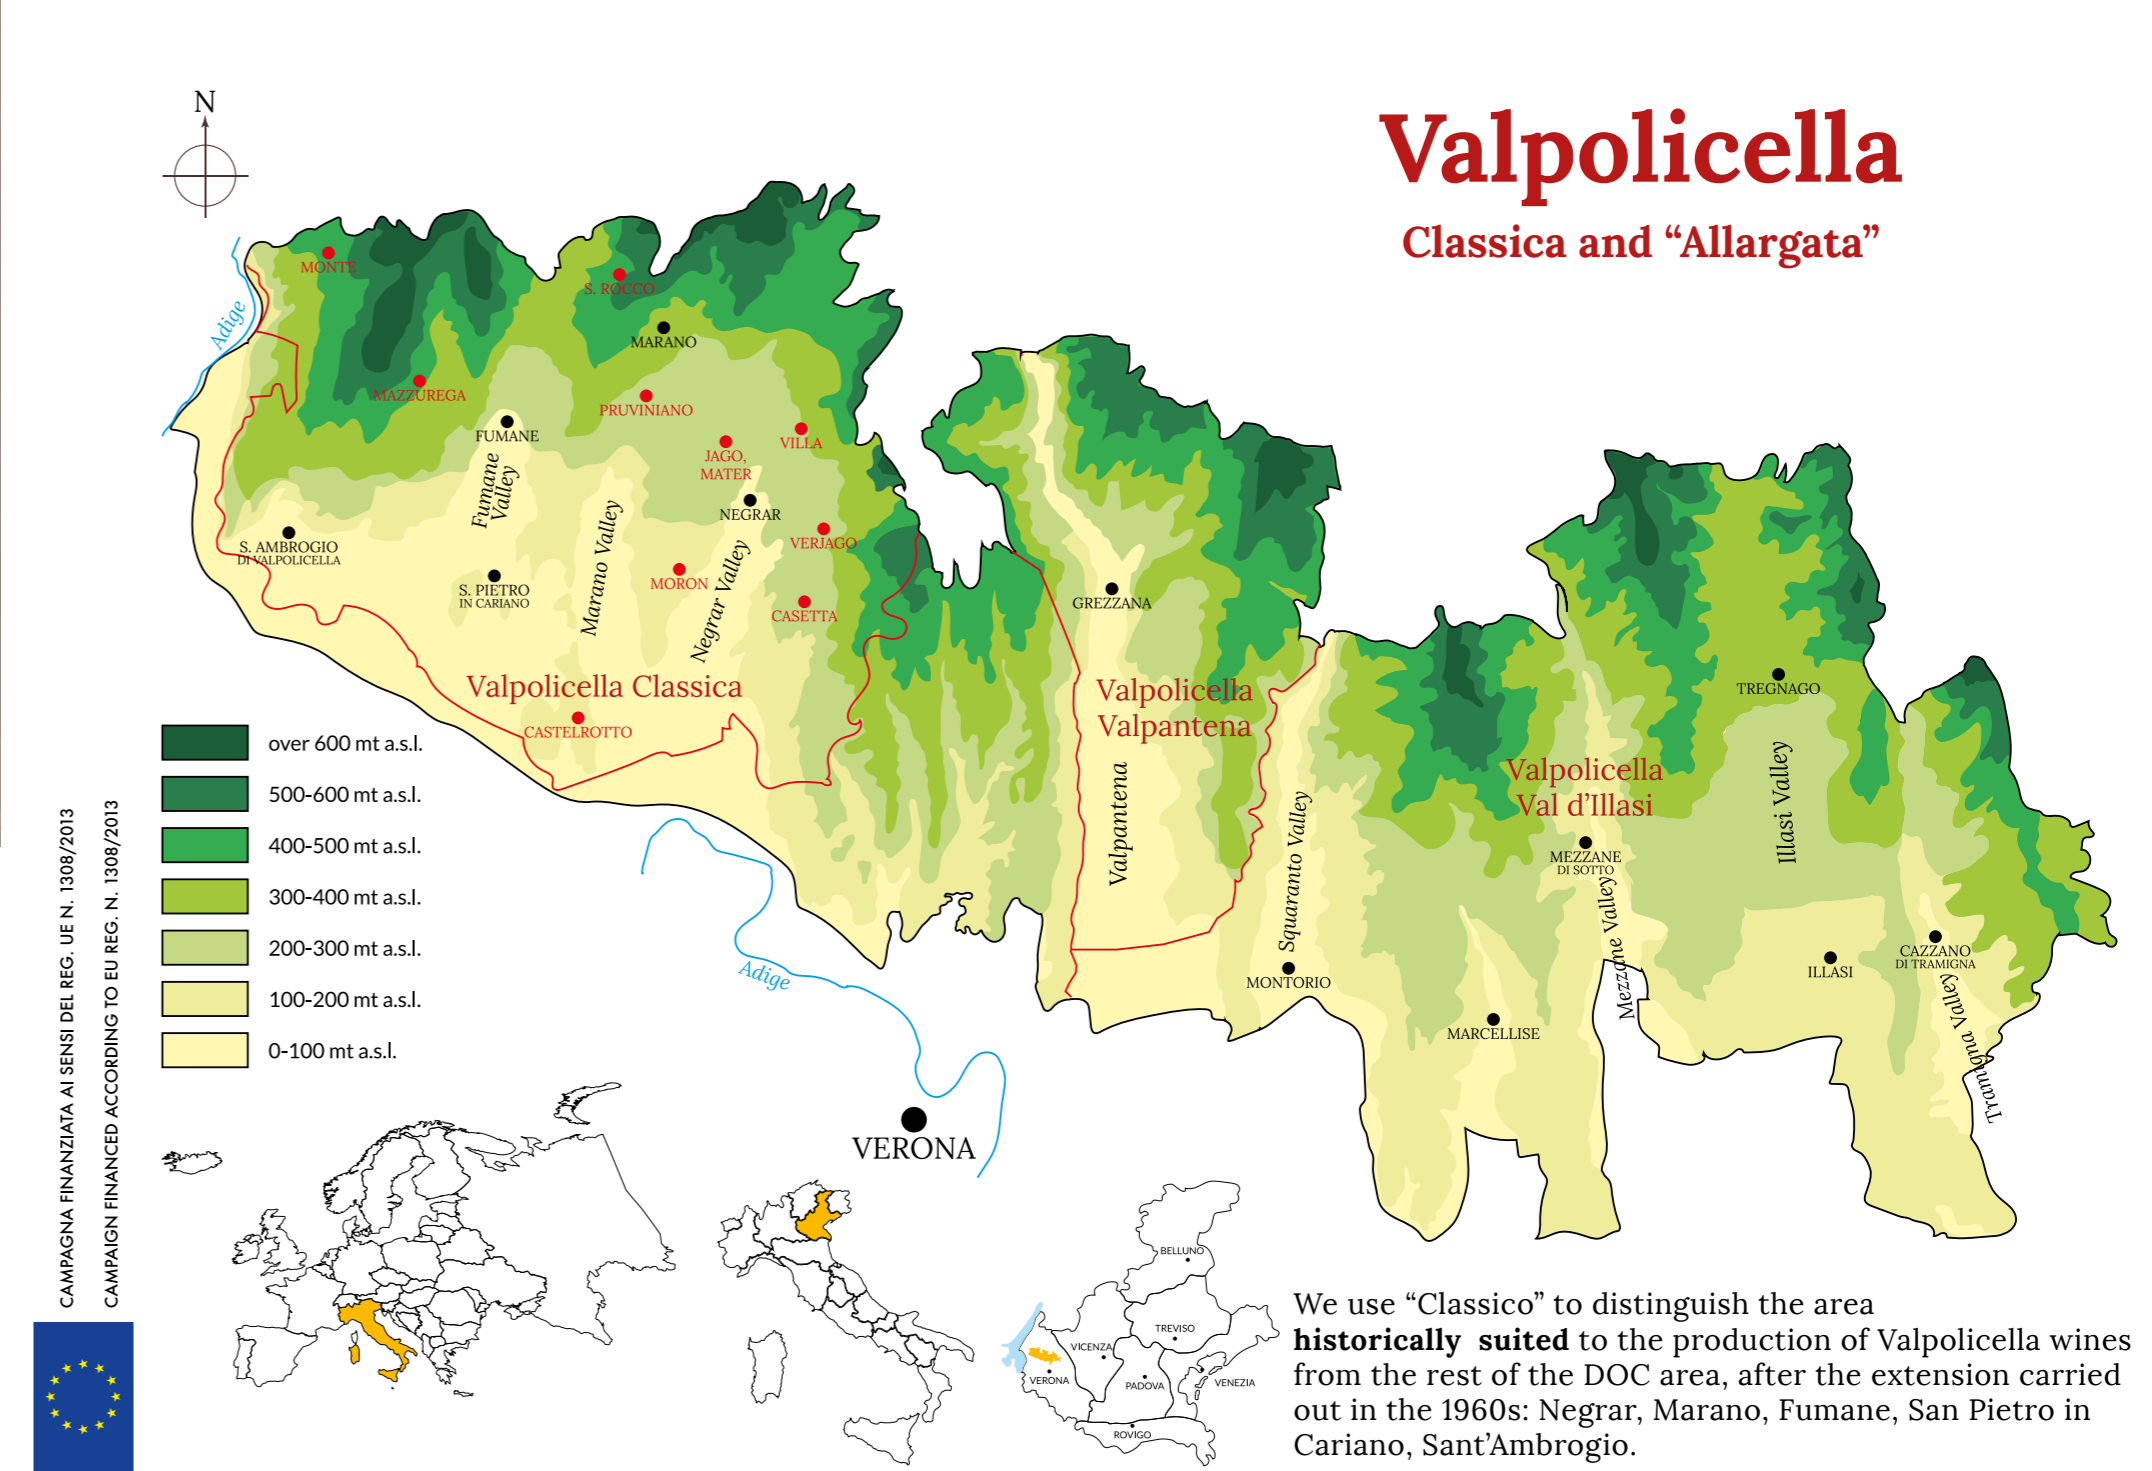 N
Valpolicella
Classica and “Allargata”
Adige
MONTE
S. ROCCO
MARANO
MAZZUREGA
PRUVINIANO
FUMANE
JAGO,
MATER
VILLA
Fumane
Valley
NEGRAR
Marano Valley
VERJAGO
S. AMBROGIO
DI VALPOLICELLA
S. PIETRO
IN CARIANO
MORON
Negrar Valley
CASETTA
GREZZANA
Valpolicella Classica
CASTELROTTO
Valpolicella
Valpantena
Valpantena
TREGNAGO
Valpolicella
Val d’Illasi
Illasi Valley
Squaranto Valley
MEZZANE
DI SOTTO
Mezzane Valley
MONTORIO
MARCELLISE
ILLASI
CAZZANO
DI TRAMIGNA
Tramigna Valley
over 600 mt a.s.l.
500-600 mt a.s.l.
400-500 mt a.s.l.
300-400 mt a.s.l.
200-300 mt a.s.l.
100-200 mt a.s.l.
0-100 mt a.s.l.
Adige
VERONA
CAMPAGNA FINANZIATA AI SENSI DEL REG. UE N. 1308/2013
CAMPAIGN FINANCED ACCORDING TO EU REG. N. 1308/2013
BELLUNO
TREVISO
VICENZA
VERONA
PADOVA
VENEZIA
ROVIGO
We use “Classico” to distinguish the area
historically suited to the production of Valpolicella wines
from the rest of the DOC area, after the extension carried
out in the 1960s: Negrar, Marano, Fumane, San Pietro in
Cariano, Sant’Ambrogio.